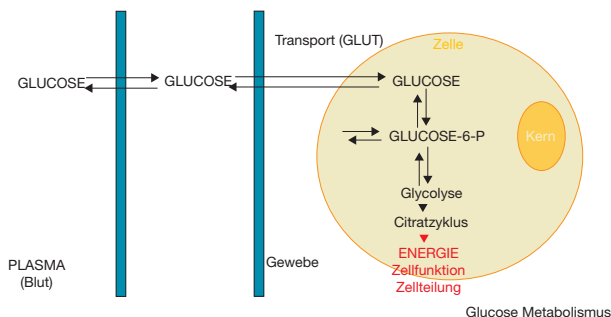 Transport (GLUT)
Zelle
GLUCOSE
GLUCOSE
GLUCOSE
GLUCOSE-6-P
Kern
Glycolyse
Citratzyklus
ENERGIE
Zellfunktion
Zellteilung
PLASMA
(Blut)
Gewebe
Glucose Metabolismus